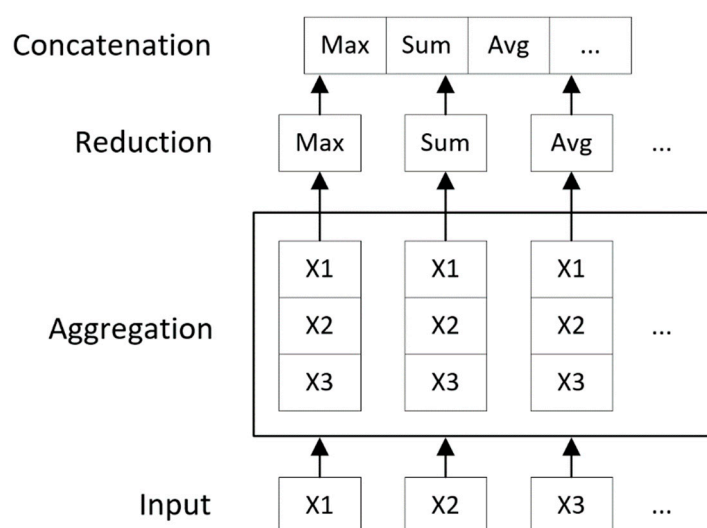 Concatenation Max Sum Avg ...
Reduction Max Sum Avg ...
X1 X1 X1
Aggregation X2 X2 X2 ...
X3 X3 X3
Input X1 X2 X3 ...